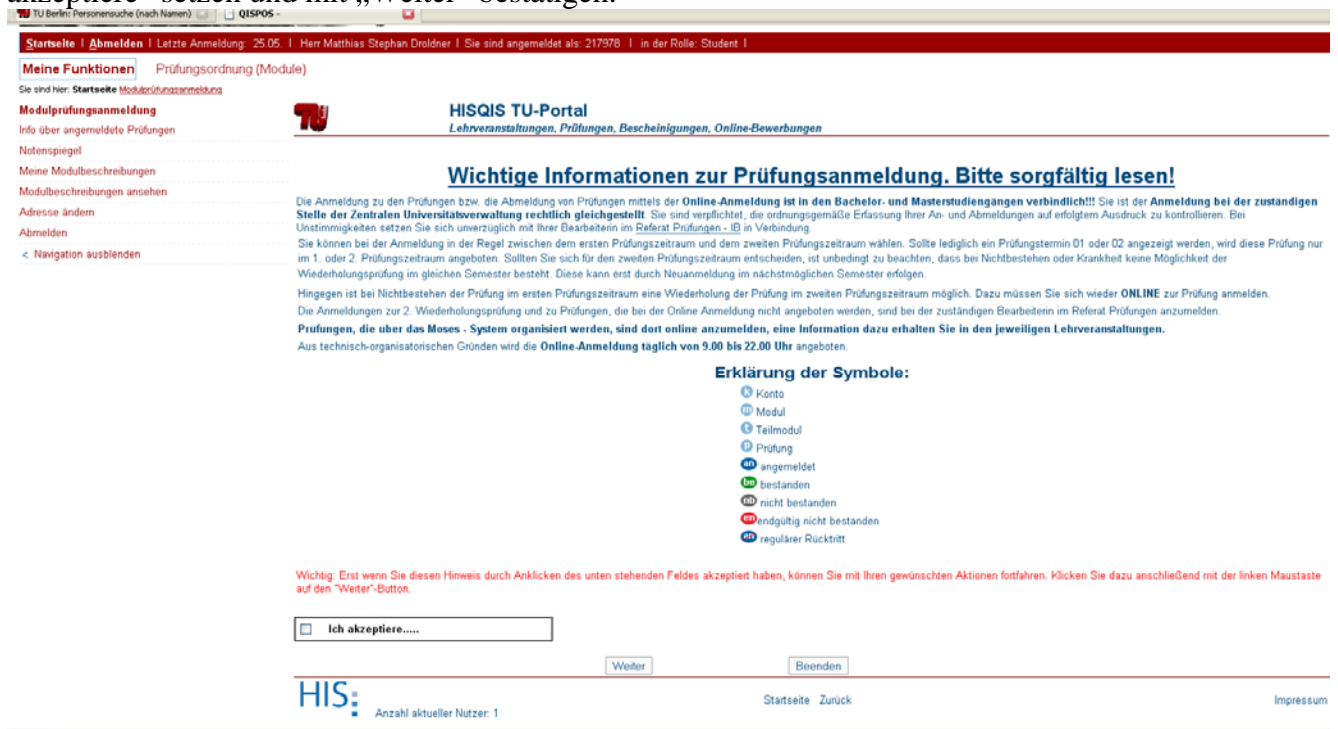 akzeptiere“ setzen und mit „Weiter“ bestätigen.
TU Berlin: Personensuche (nach Namen)    QISPOS -
Startseite | Abmelden | Letzte Anmeldung: 25.05. | Herr Matthias Stephan Droldner | Sie sind angemeldet als: 217978 | in der Rolle: Student |
Meine Funktionen    Prüfungsordnung (Module)
Sie sind hier: Startseite Modulprüfungsanmeldung
Modulprüfungsanmeldung
Info über angemeldete Prüfungen
Notenspiegel
Meine Modulbeschreibungen
Modulbeschreibungen ansehen
Adresse ändern
Abmelden
< Navigation ausblenden
HISQIS TU-Portal
Lehrveranstaltungen, Prüfungen, Bescheinigungen, Online-Bewerbungen
Wichtige Informationen zur Prüfungsanmeldung. Bitte sorgfältig lesen!
Die Anmeldung zu den Prüfungen bzw. die Abmeldung von Prüfungen mittels der Online-Anmeldung ist in den Bachelor- und Masterstudiengängen verbindlich!!! Sie ist der Anmeldung bei der zuständigen
Stelle der Zentralen Universitätsverwaltung rechtlich gleichgestellt. Sie sind verpflichtet, die ordnungsgemäße Erfassung Ihrer An- und Abmeldungen auf erfolgtem Ausdruck zu kontrollieren. Bei
Unstimmigkeiten setzen Sie sich unverzüglich mit Ihrer Bearbeiterin im Referat Prüfungen - IB in Verbindung.
Sie können bei der Anmeldung in der Regel zwischen dem ersten Prüfungszeitraum und dem zweiten Prüfungszeitraum wählen. Sollte lediglich ein Prüfungstermin 01 oder 02 angezeigt werden, wird diese Prüfung nur
im 1. oder 2. Prüfungszeitraum angeboten. Sollten Sie sich für den zweiten Prüfungszeitraum entscheiden, ist unbedingt zu beachten, dass bei Nichtbestehen oder Krankheit keine Möglichkeit der
Wiederholungsprüfung im gleichen Semester besteht. Diese kann erst durch Neuanmeldung im nächstmöglichen Semester erfolgen.
Hingegen ist bei Nichtbestehen der Prüfung im ersten Prüfungszeitraum eine Wiederholung der Prüfung im zweiten Prüfungszeitraum möglich. Dazu müssen Sie sich wieder ONLINE zur Prüfung anmelden.
Die Anmeldungen zur 2. Wiederholungsprüfung und zu Prüfungen, die bei der Online Anmeldung nicht angeboten werden, sind bei der zuständigen Bearbeiterin im Referat Prüfungen anzumelden.
Prüfungen, die über das Moses - System organisiert werden, sind dort online anzumelden, eine Information dazu erhalten Sie in den jeweiligen Lehrveranstaltungen.
Aus technisch-organisatorischen Gründen wird die Online-Anmeldung täglich von 9.00 bis 22.00 Uhr angeboten.
Erklärung der Symbole:
k Konto
m Modul
t Teilmodul
p Prüfung
an angemeldet
be bestanden
nb nicht bestanden
en endgültig nicht bestanden
an regulärer Rücktritt
Wichtig: Erst wenn Sie diesen Hinweis durch Anklicken des unten stehenden Feldes akzeptiert haben, können Sie mit Ihren gewünschten Aktionen fortfahren. Klicken Sie dazu anschließend mit der linken Maustaste
auf den "Weiter"-Button.
Ich akzeptiere.....
Weiter    Beenden
HIS:
Anzahl aktueller Nutzer: 1    Startseite    Zurück    Impressum